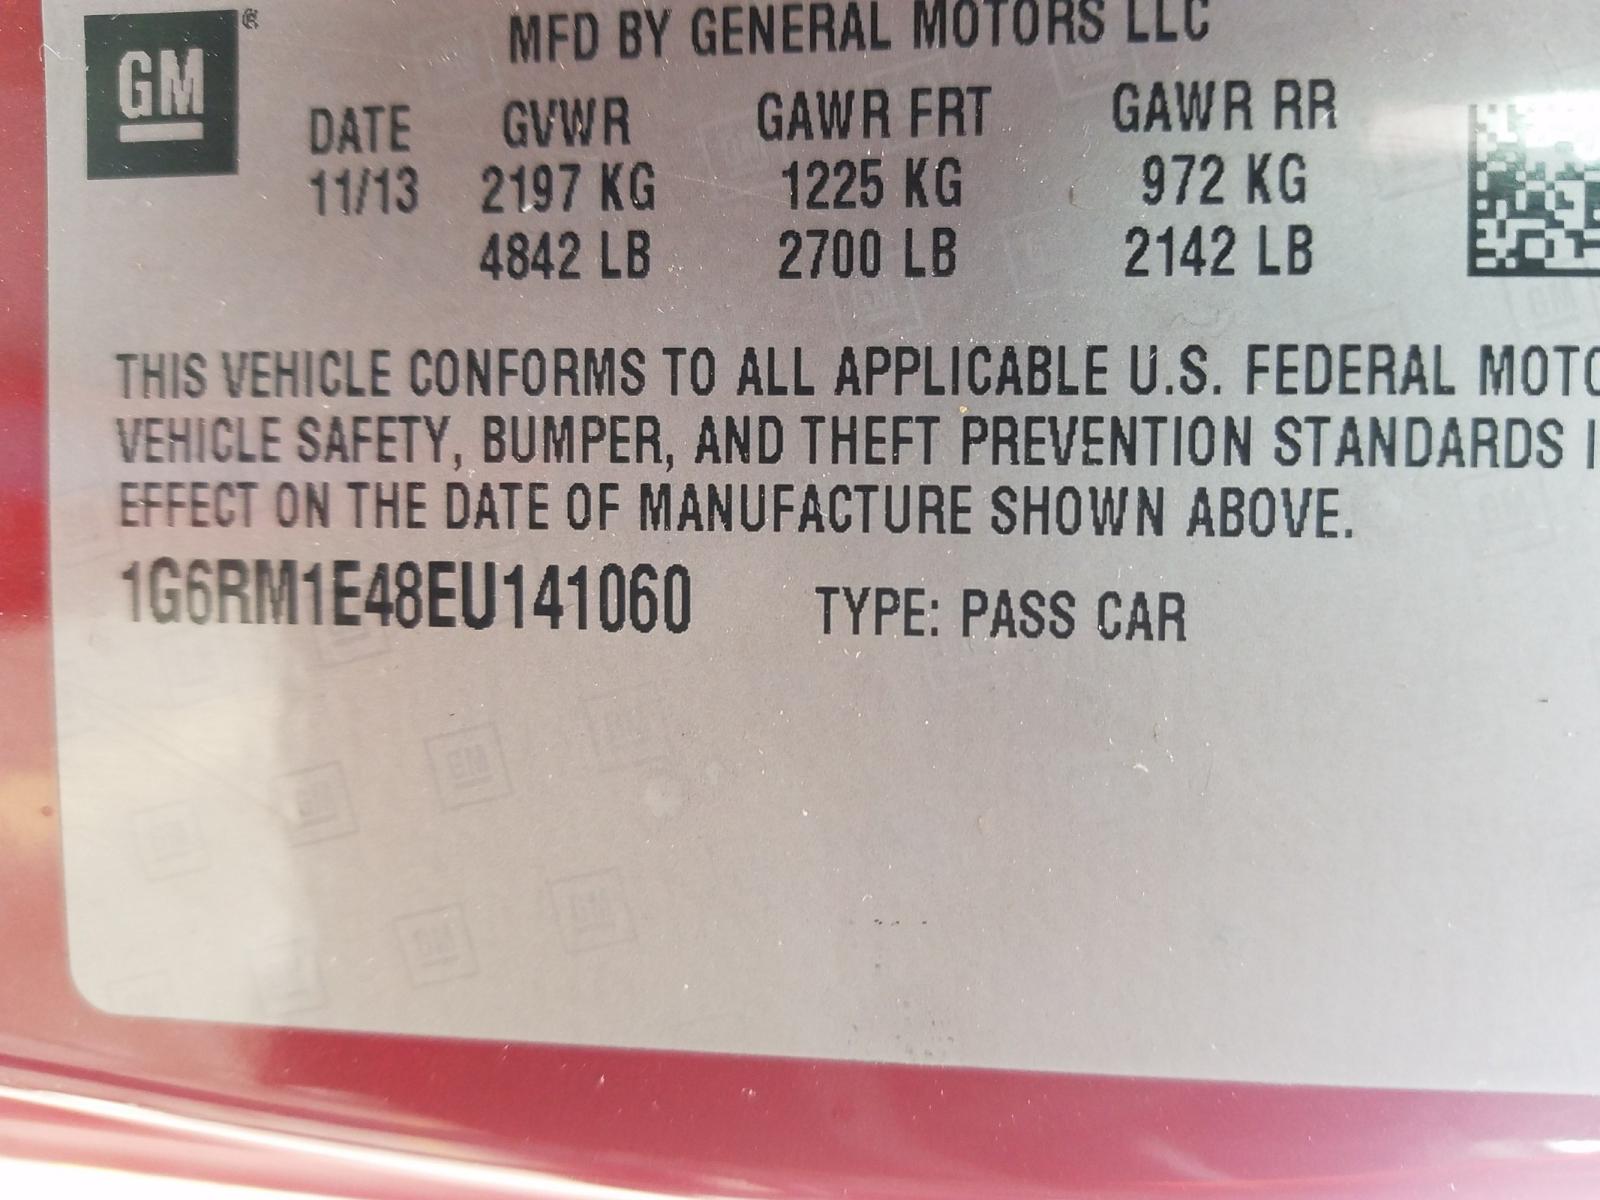 GM ®
MFD BY GENERAL MOTORS LLC
DATE GVWR GAWR FRT GAWR RR
11/13 2197 KG 1225 KG 972 KG
4842 LB 2700 LB 2142 LB
THIS VEHICLE CONFORMS TO ALL APPLICABLE U.S. FEDERAL MOTO
VEHICLE SAFETY, BUMPER, AND THEFT PREVENTION STANDARDS I
EFFECT ON THE DATE OF MANUFACTURE SHOWN ABOVE.
1G6RM1E48EU141060 TYPE: PASS CAR